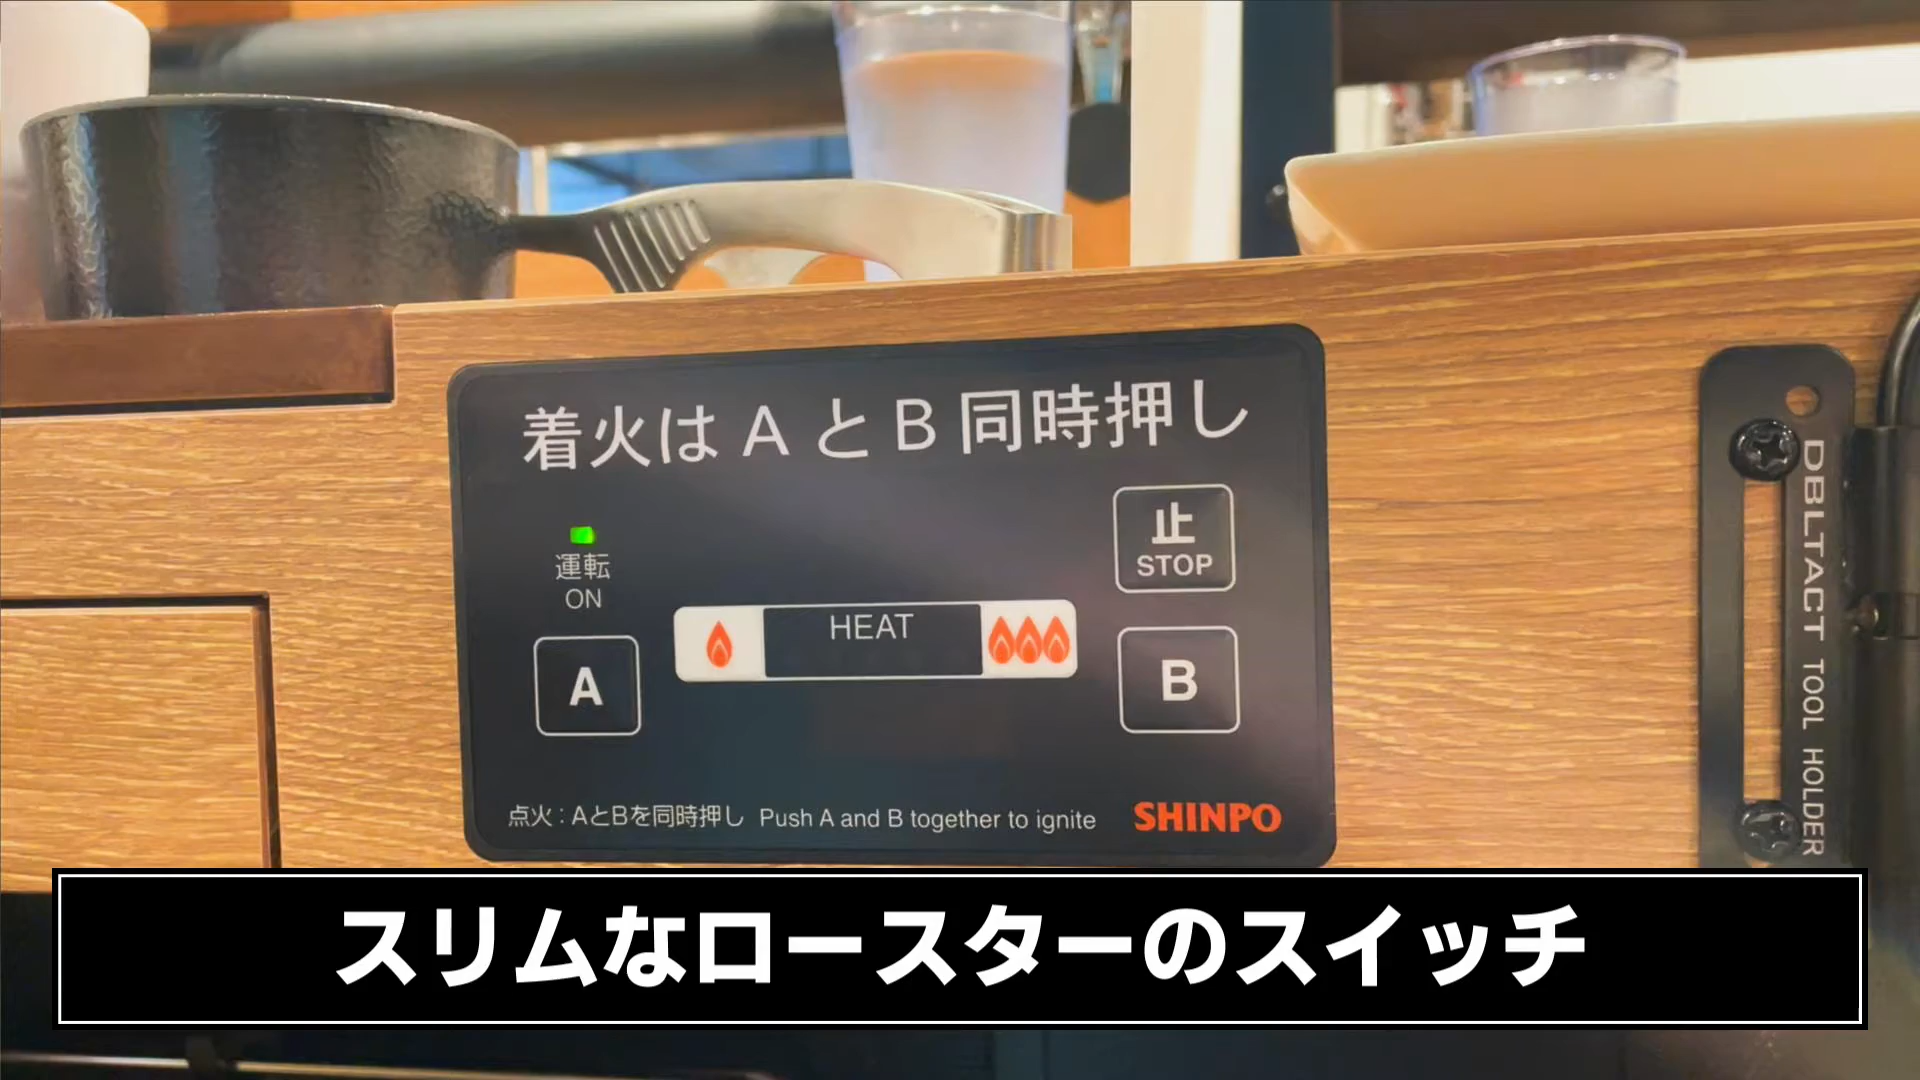 着火は A と B 同時押し
運転
ON
止
STOP
HEAT
A
B
点火：AとBを同時押し Push A and B together to ignite
SHINPO
DBLTACT TOOL HOLDER
スリムなロースターのスイッチ